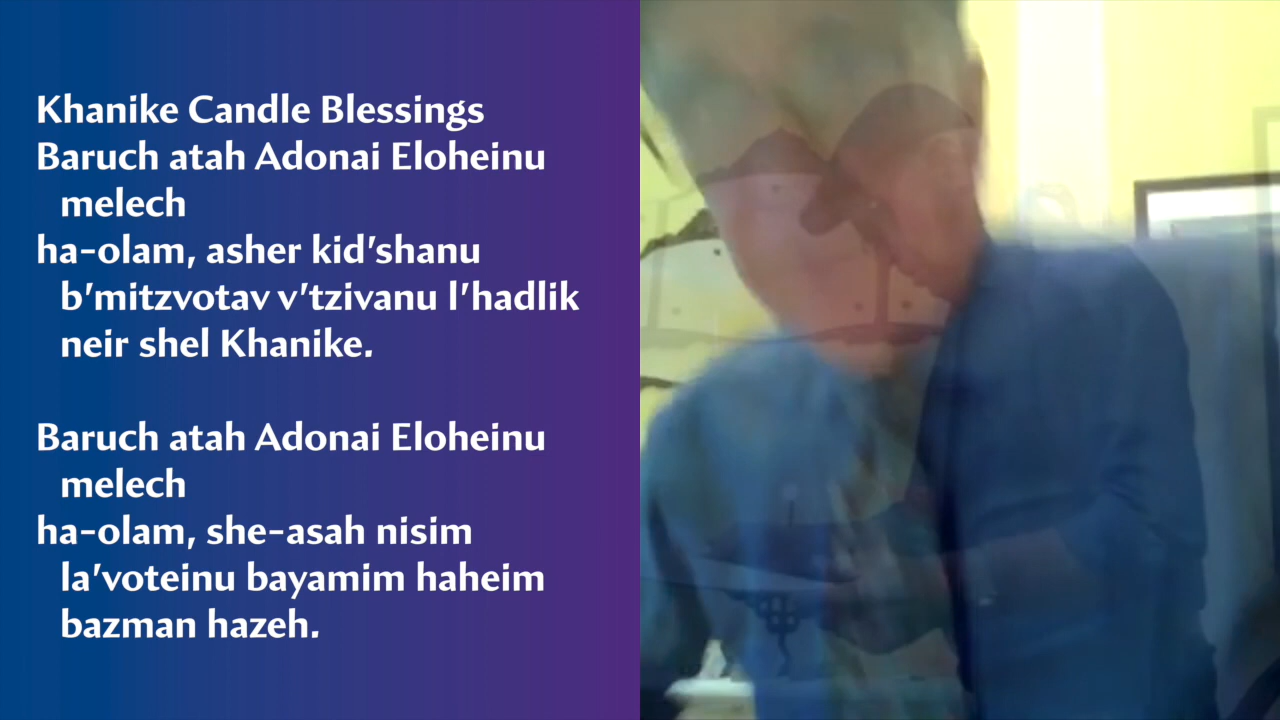 Khanike Candle Blessings
Baruch atah Adonai Eloheinu
melech
ha-olam, asher kid'shanu
b'mitzvotav v'tzivanu l'hadlik
neir shel Khanike.
Baruch atah Adonai Eloheinu
melech
ha-olam, she-asah nisim
la'voteinu bayamim haheim
bazman hazeh.